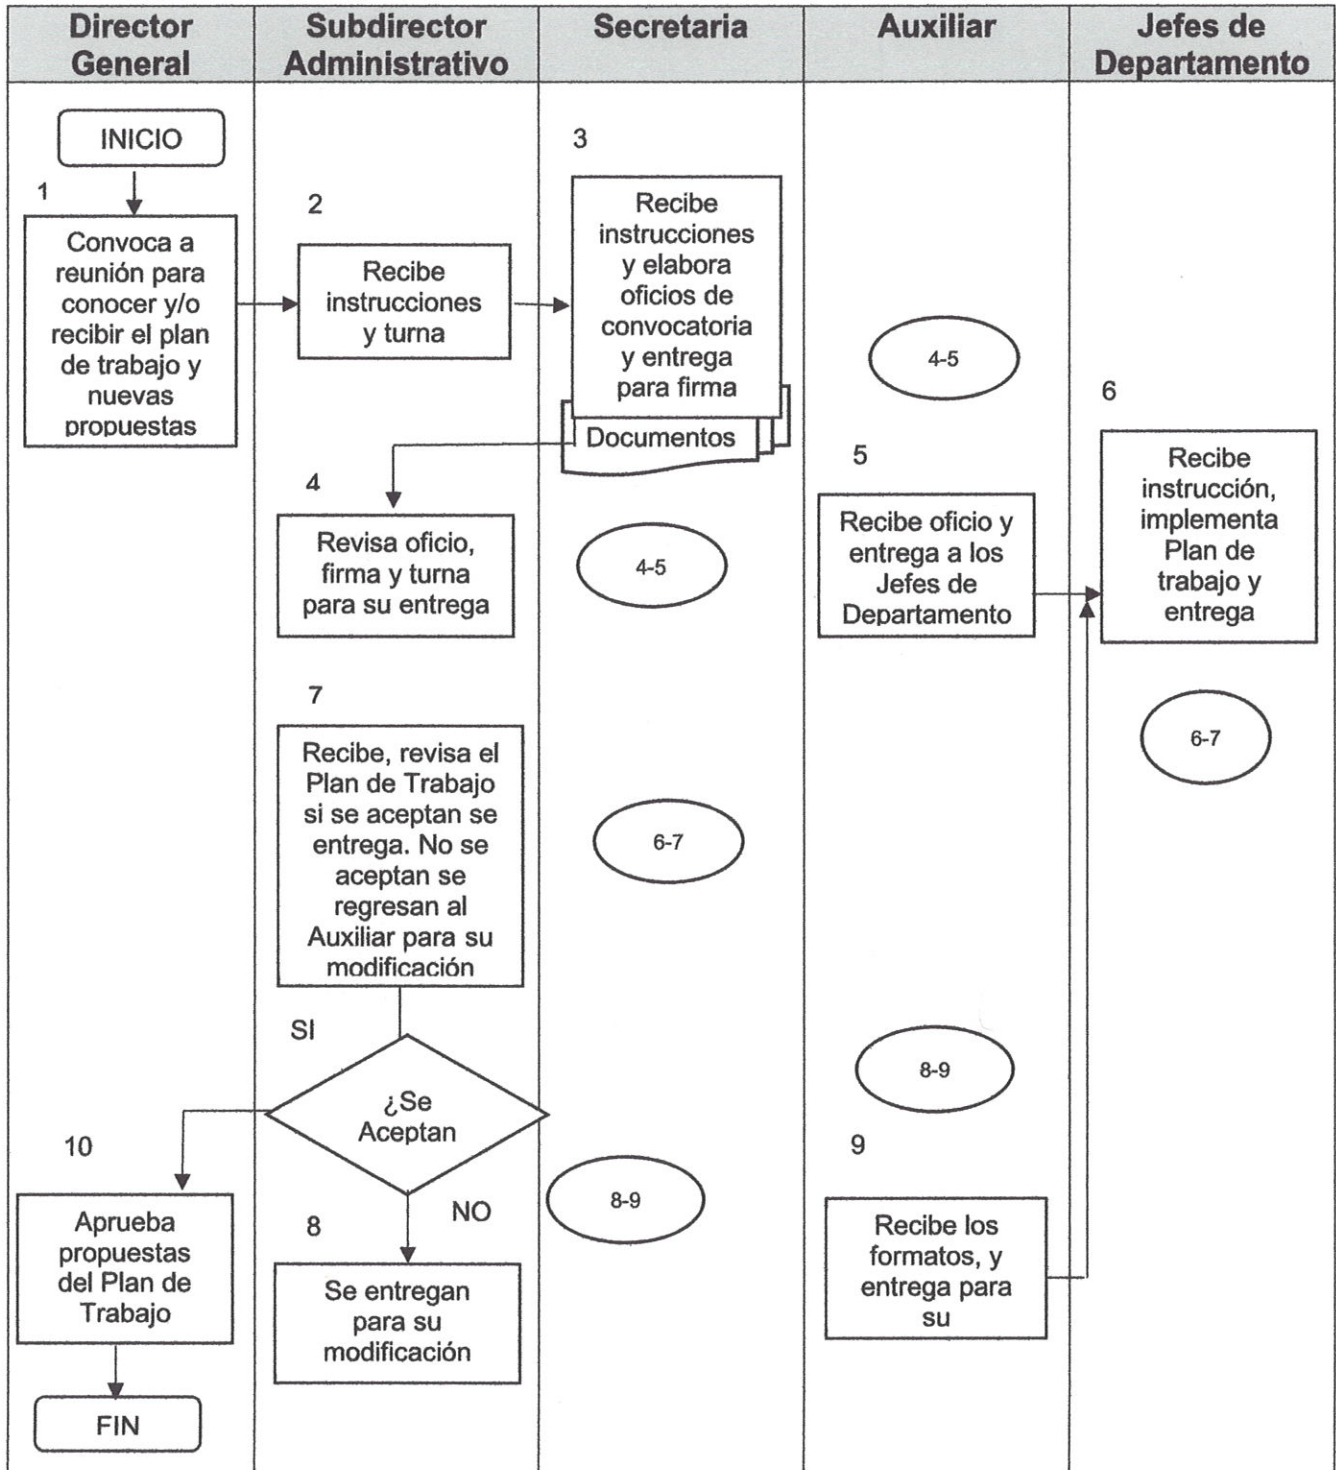 Director
General
Subdirector
Administrativo
Secretaria
Auxiliar
Jefes de
Departamento
INICIO
1
Convoca a
reunión para
conocer y/o
recibir el plan
de trabajo y
nuevas
propuestas
2
Recibe
instrucciones
y turna
3
Recibe
instrucciones
y elabora
oficios de
convocatoria
y entrega
para firma
Documentos
4
Revisa oficio,
firma y turna
para su entrega
4-5
4-5
5
Recibe oficio y
entrega a los
Jefes de
Departamento
6
Recibe
instrucción,
implementa
Plan de
trabajo y
entrega
6-7
6-7
7
Recibe, revisa el
Plan de Trabajo
si se aceptan se
entrega. No se
aceptan se
regresan al
Auxiliar para su
modificación
SI
¿Se
Aceptan
NO
8
Se entregan
para su
modificación
8-9
8-9
9
Recibe los
formatos, y
entrega para
su
10
Aprueba
propuestas
del Plan de
Trabajo
FIN